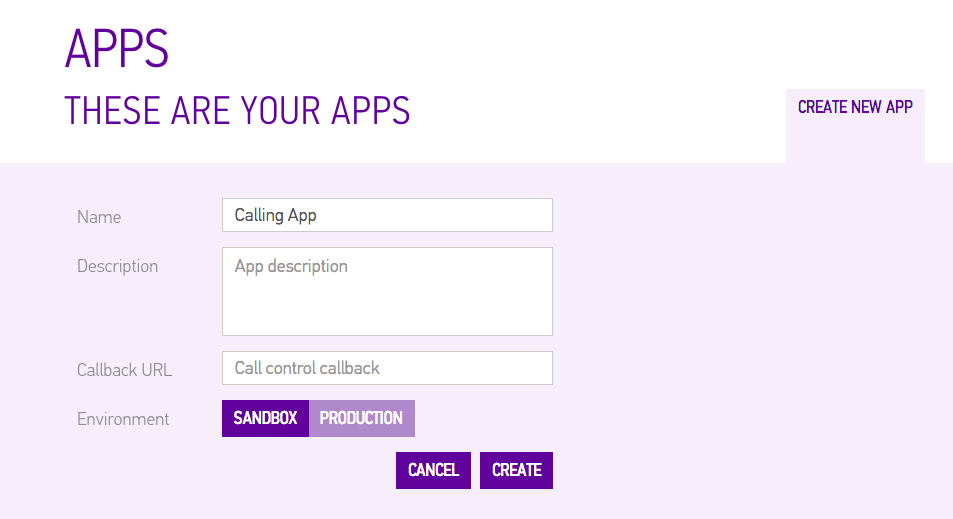 APPS
THESE ARE YOUR APPS
CREATE NEW APP
Name
Calling App
Description
App description
Callback URL
Call control callback
Environment
SANDBOX
PRODUCTION
CANCEL
CREATE